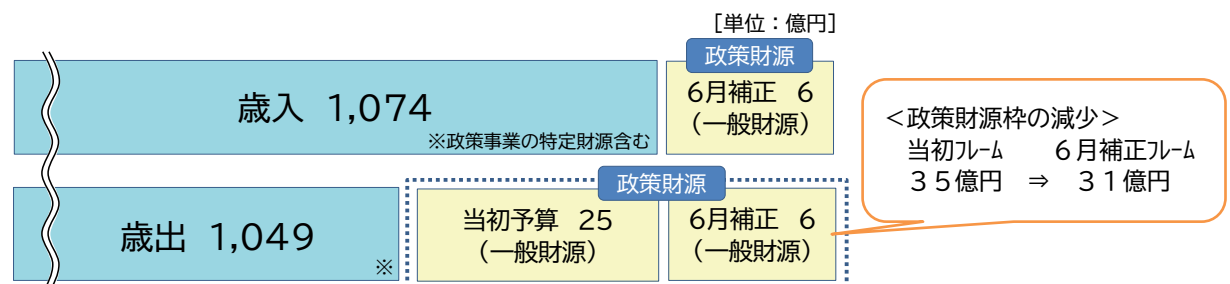 [単位：億円]
政策財源
歳入 1,074
※政策事業の特定財源含む
6月補正 6
(一般財源)
＜政策財源枠の減少＞
当初ﾌﾚｰﾑ 6月補正ﾌﾚｰﾑ
３５億円 ⇒ ３１億円
政策財源
歳出 1,049
※
当初予算 25
(一般財源)
6月補正 6
(一般財源)